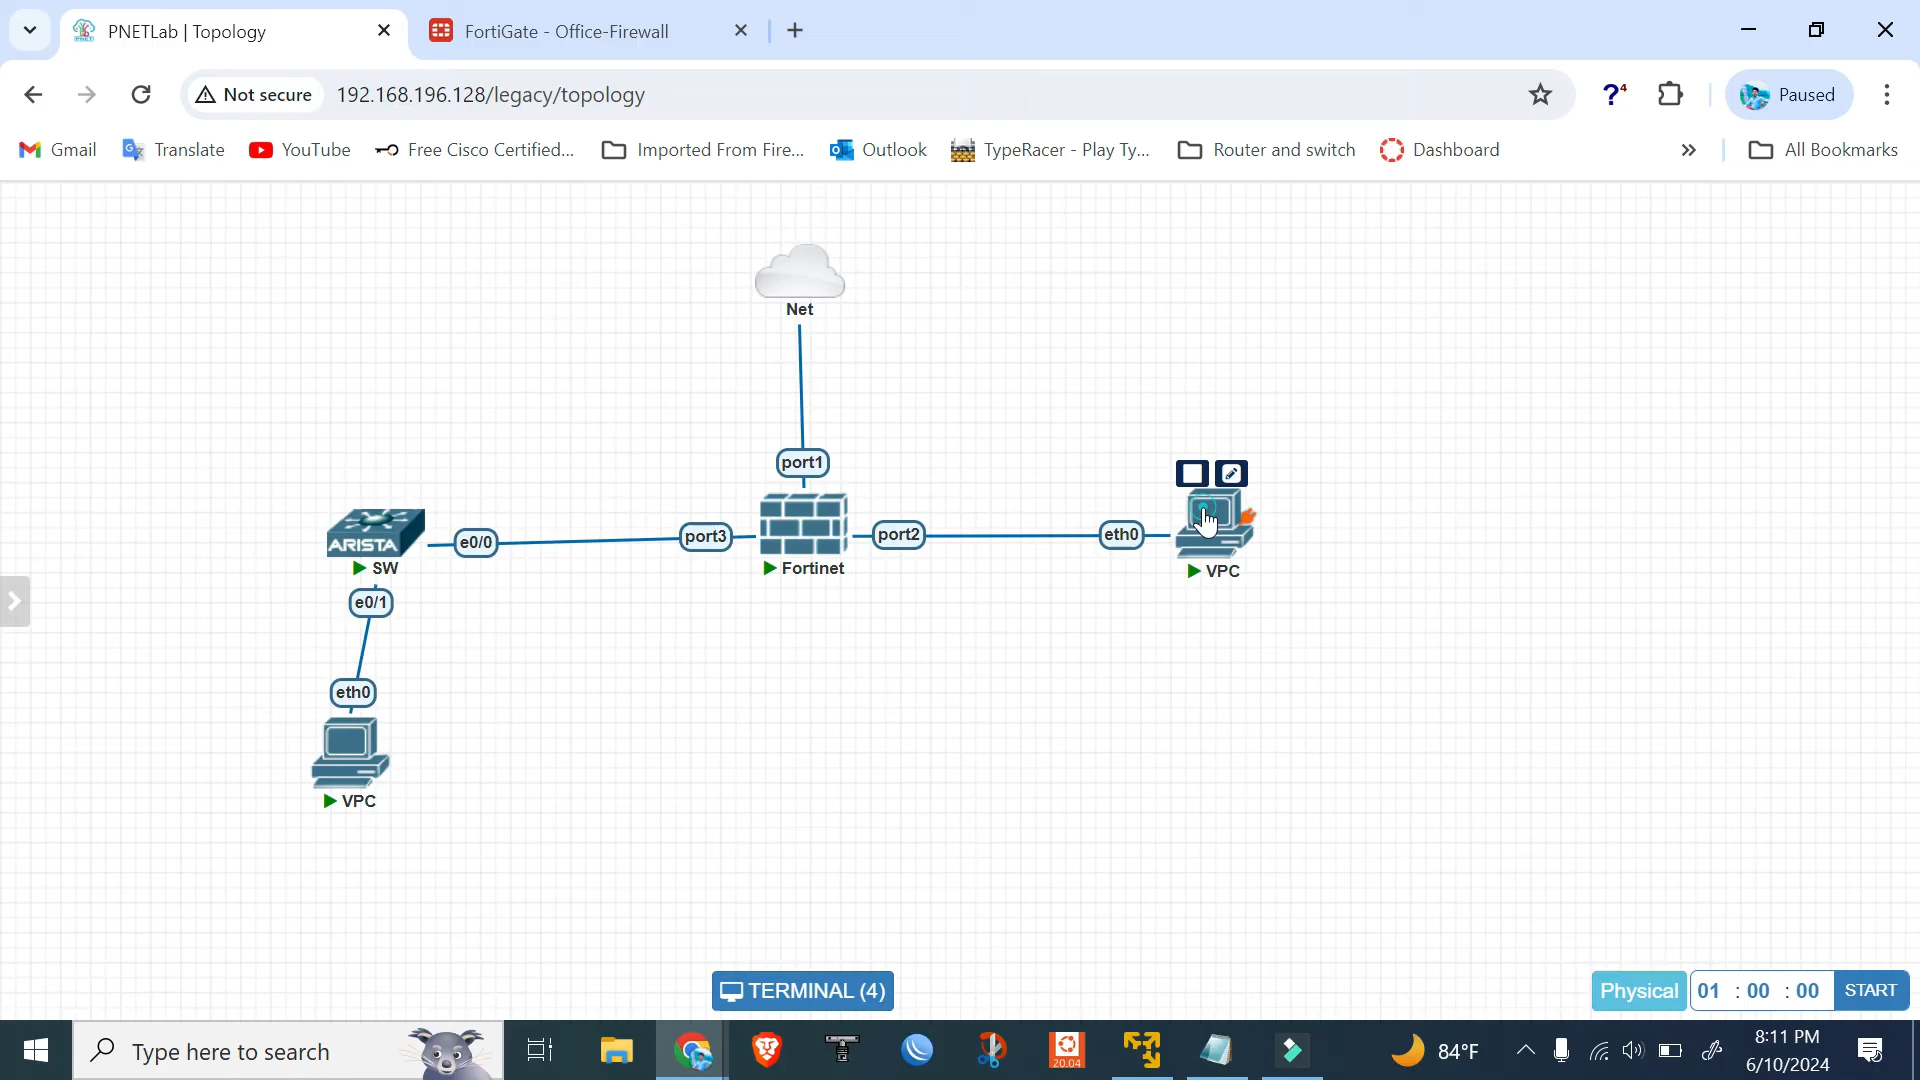 PNETLab | Topology
FortiGate - Office-Firewall
Not secure
192.168.196.128/legacy/topology
?4
Paused
Gmail
Translate
YouTube
Free Cisco Certified...
Imported From Fire...
Outlook
TypeRacer - Play Ty...
Router and switch
Dashboard
»
All Bookmarks
Net
port1
ARISTA
SW
e0/0
port3
Fortinet
port2
eth0
VPC
e0/1
eth0
VPC
TERMINAL (4)
Physical
01 : 00 : 00
START
Type here to search
20.04
84°F
8:11 PM
6/10/2024